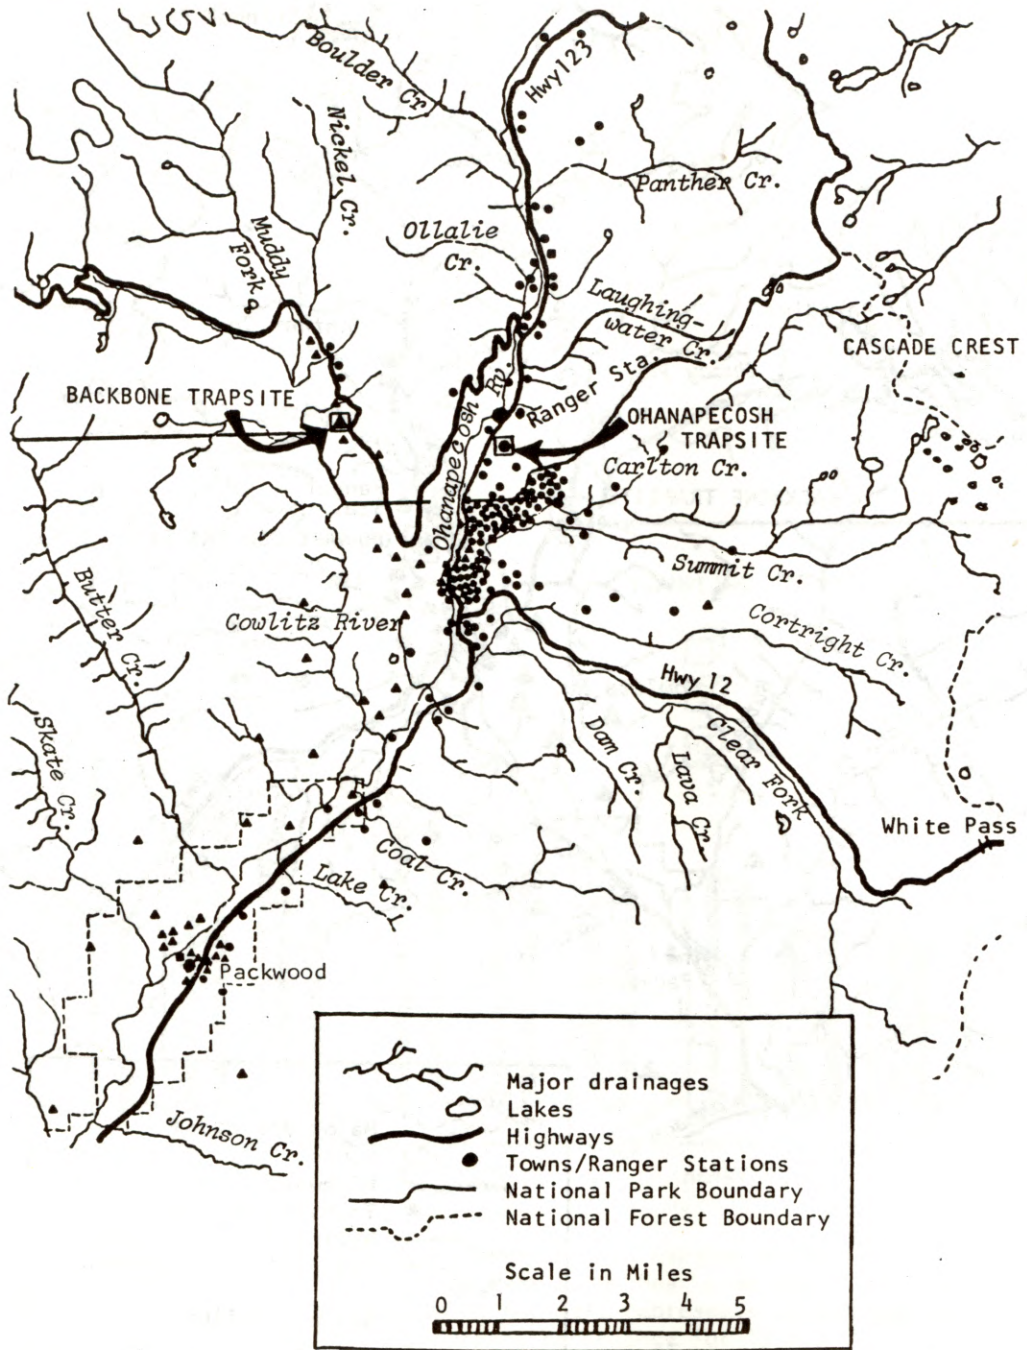 Boulder Cr.
Hwy 123
Nickel Cr.
Panther Cr.
Muddy
Fork
Ollalie
Cr.
Laughing-
water Cr.
CASCADE CREST
Ranger Sta.
BACKBONE TRAPSITE
OHANAPECOSH
TRAPSITE
Ohanapecosh Rv.
Carlton Cr.
Summit Cr.
Butter Cr.
Cowlitz River
Cortright Cr.
Hwy 12
Skate Cr.
Dam Cr.
Lava Cr.
Clear Fork
White Pass
Coal Cr.
Lake Cr.
Packwood
Johnson Cr.
Major drainages
Lakes
Highways
Towns/Ranger Stations
National Park Boundary
National Forest Boundary
Scale in Miles
0 1 2 3 4 5